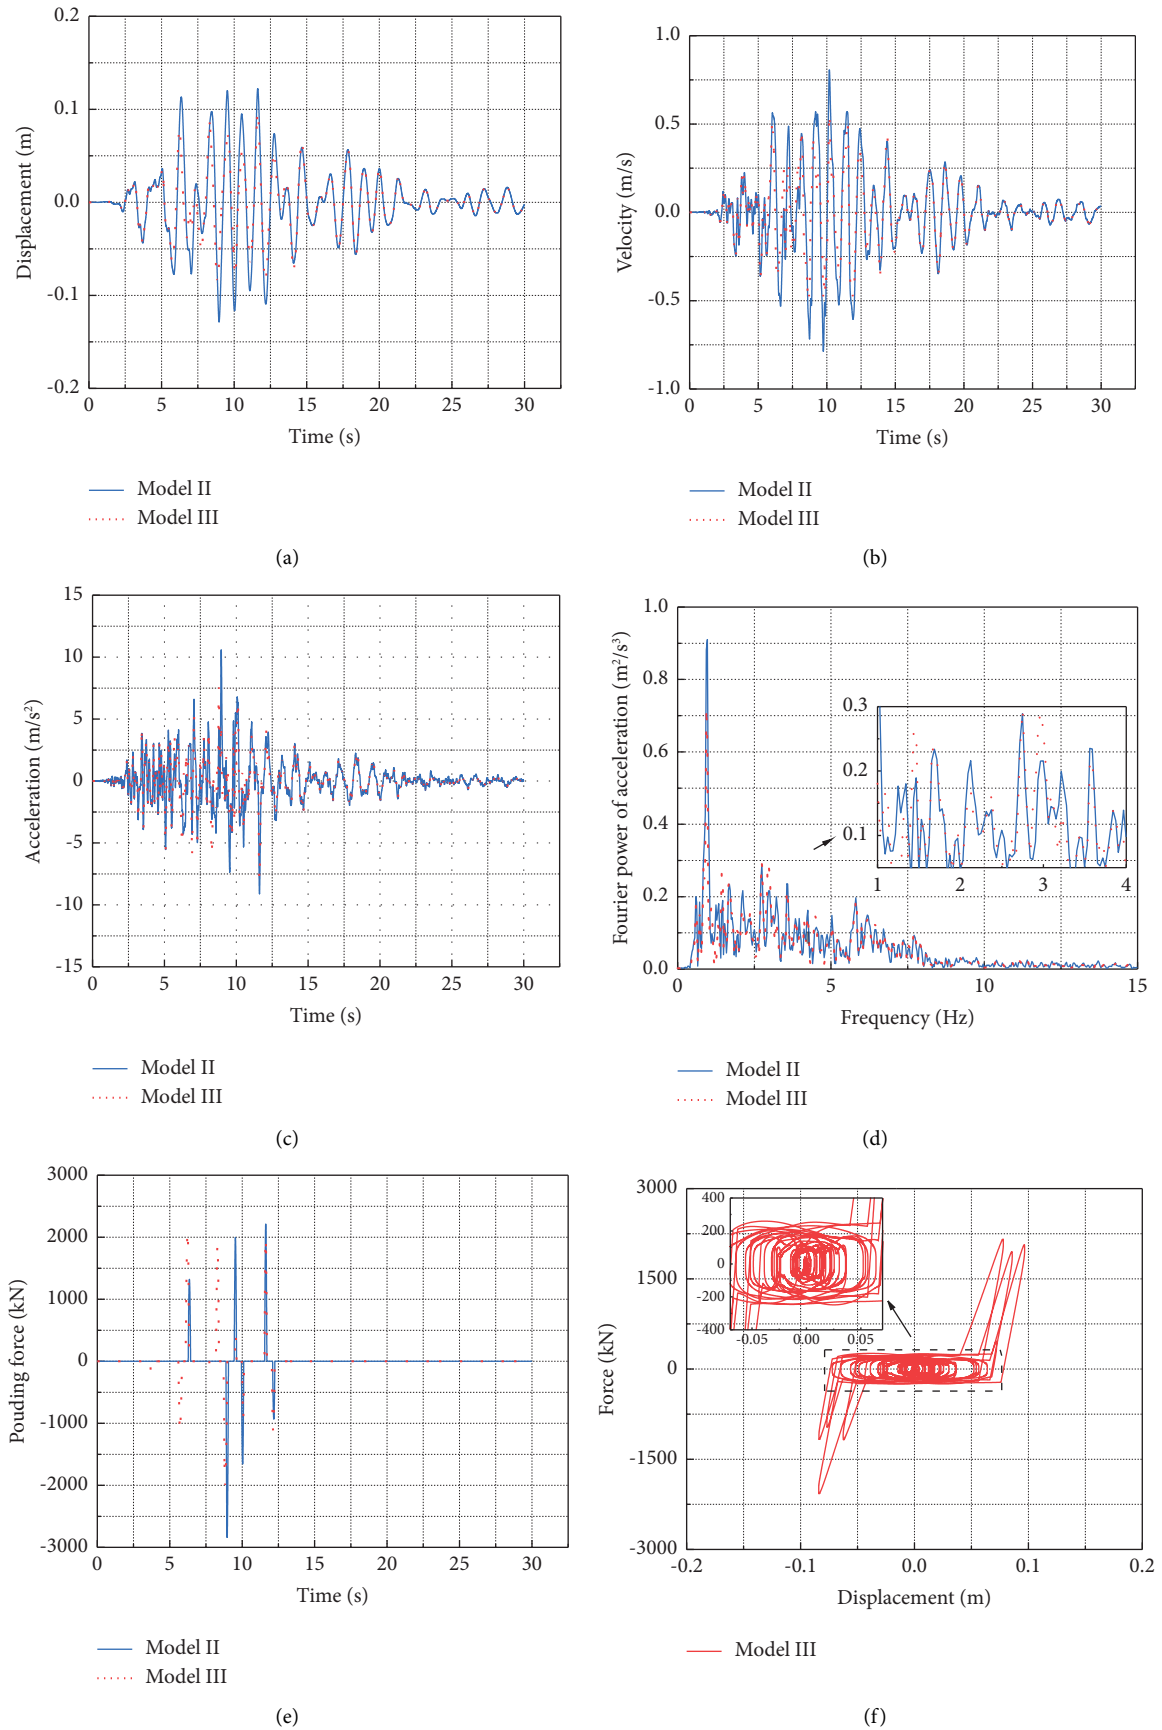 0.2
0.1
0.0
-0.1
-0.2
Displacement (m)
0 5 10 15 20 25 30
Time (s)
Model II
Model III
(a)
1.0
0.5
0.0
-0.5
-1.0
Velocity (m/s)
0 5 10 15 20 25 30
Time (s)
Model II
Model III
(b)
15
10
5
0
-5
-10
-15
Acceleration (m/s²)
0 5 10 15 20 25 30
Time (s)
Model II
Model III
(c)
1.0
0.8
0.6
0.4
0.2
0.0
Fourier power of acceleration (m²/s³)
0.3
0.2
0.1
1 2 3 4
0 5 10 15
Frequency (Hz)
Model II
Model III
(d)
3000
2000
1000
0
-1000
-2000
-3000
Pouding force (kN)
0 5 10 15 20 25 30
Time (s)
Model II
Model III
(e)
3000
1500
0
-1500
-3000
Force (kN)
400
200
0
-200
-400
-0.05 0.00 0.05
-0.2 -0.1 0.0 0.1 0.2
Displacement (m)
Model III
(f)